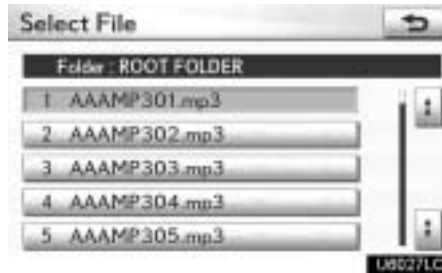 Select File
Folder : ROOT FOLDER
1 AAAMP301.mp3
2 AAAMP302.mp3
3 AAAMP303.mp3
4 AAAMP304.mp3
5 AAAMP305.mp3
U8027LC